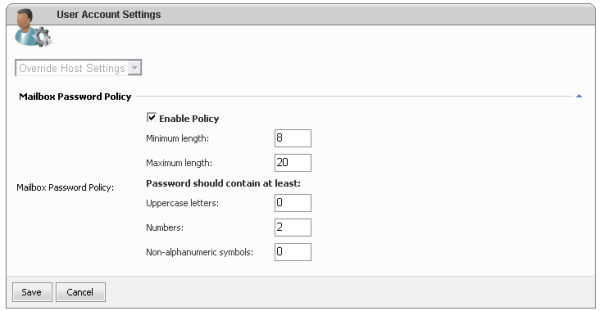 User Account Settings
Override Host Settings
Mailbox Password Policy
Enable Policy
Minimum length: 8
Maximum length: 20
Mailbox Password Policy:
Password should contain at least:
Uppercase letters: 0
Numbers: 2
Non-alphanumeric symbols: 0
Save Cancel